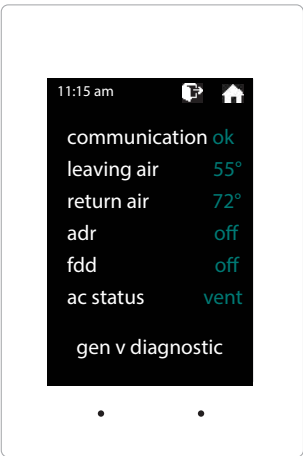 11:15 am
communication ok
leaving air 55°
return air 72°
adr off
fdd off
ac status vent
gen v diagnostic